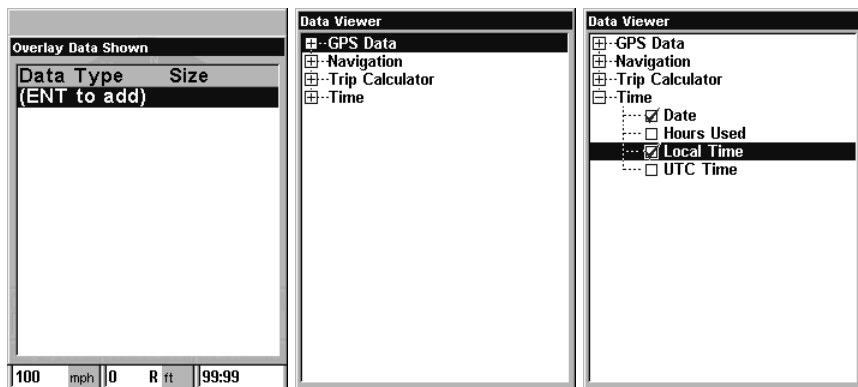 Overlay Data Shown
Data Type Size
(ENT to add)
100 mph 0 R ft 99:99
Data Viewer
GPS Data
Navigation
Trip Calculator
Time
Data Viewer
GPS Data
Navigation
Trip Calculator
Time
Date
Hours Used
Local Time
UTC Time